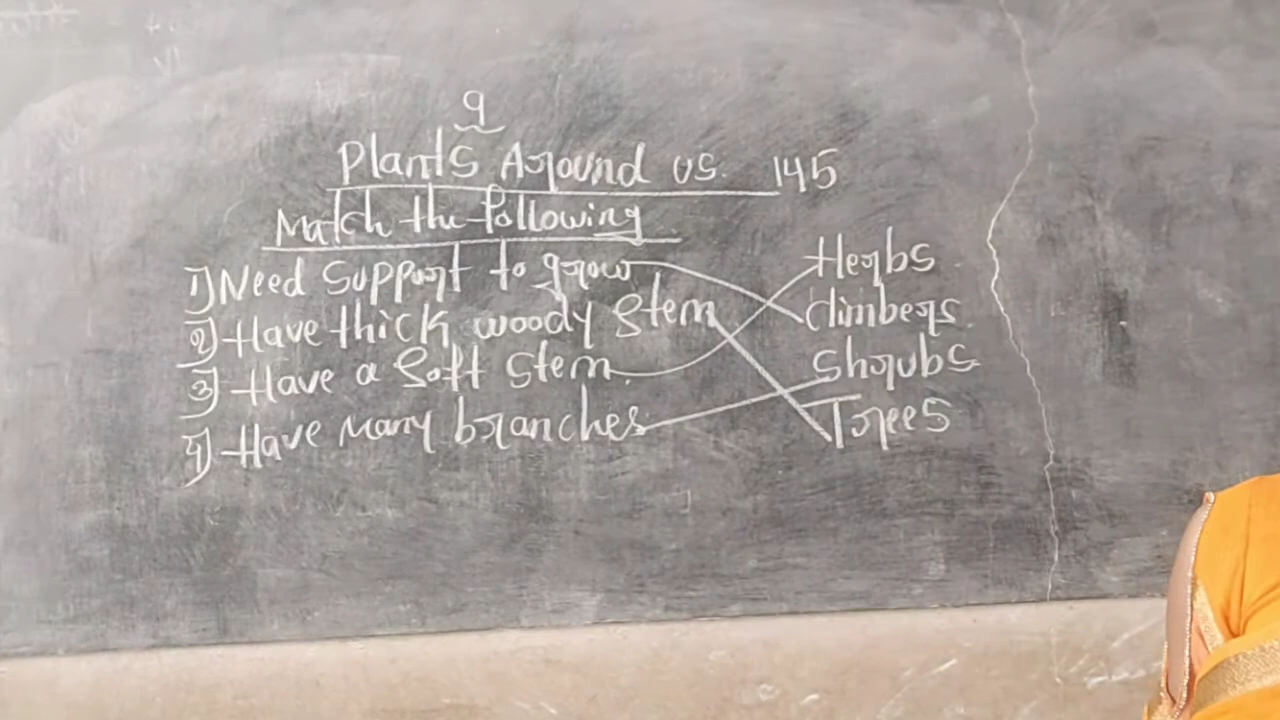 9
Plants Around us. 145
Match the following
1) Need Support to grow
Herbs
2) Have thick woody Stem
Climbers.
3) Have a Soft Stem.
Shrubs
4) Have Many branches
Trees